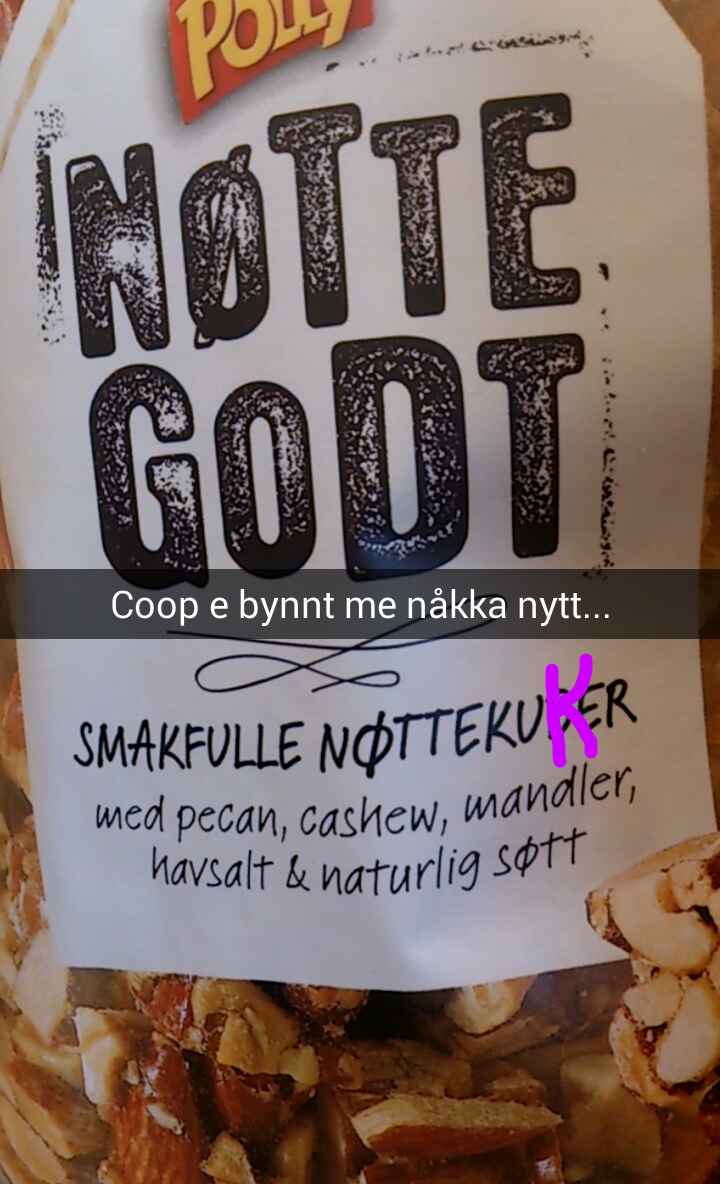 Polly
NØTTE
GODT
Coop e bynnt me nåkka nytt...
SMAKFULLE NØTTEKUKER
med pecan, cashew, mandler,
havsalt & naturlig søtt